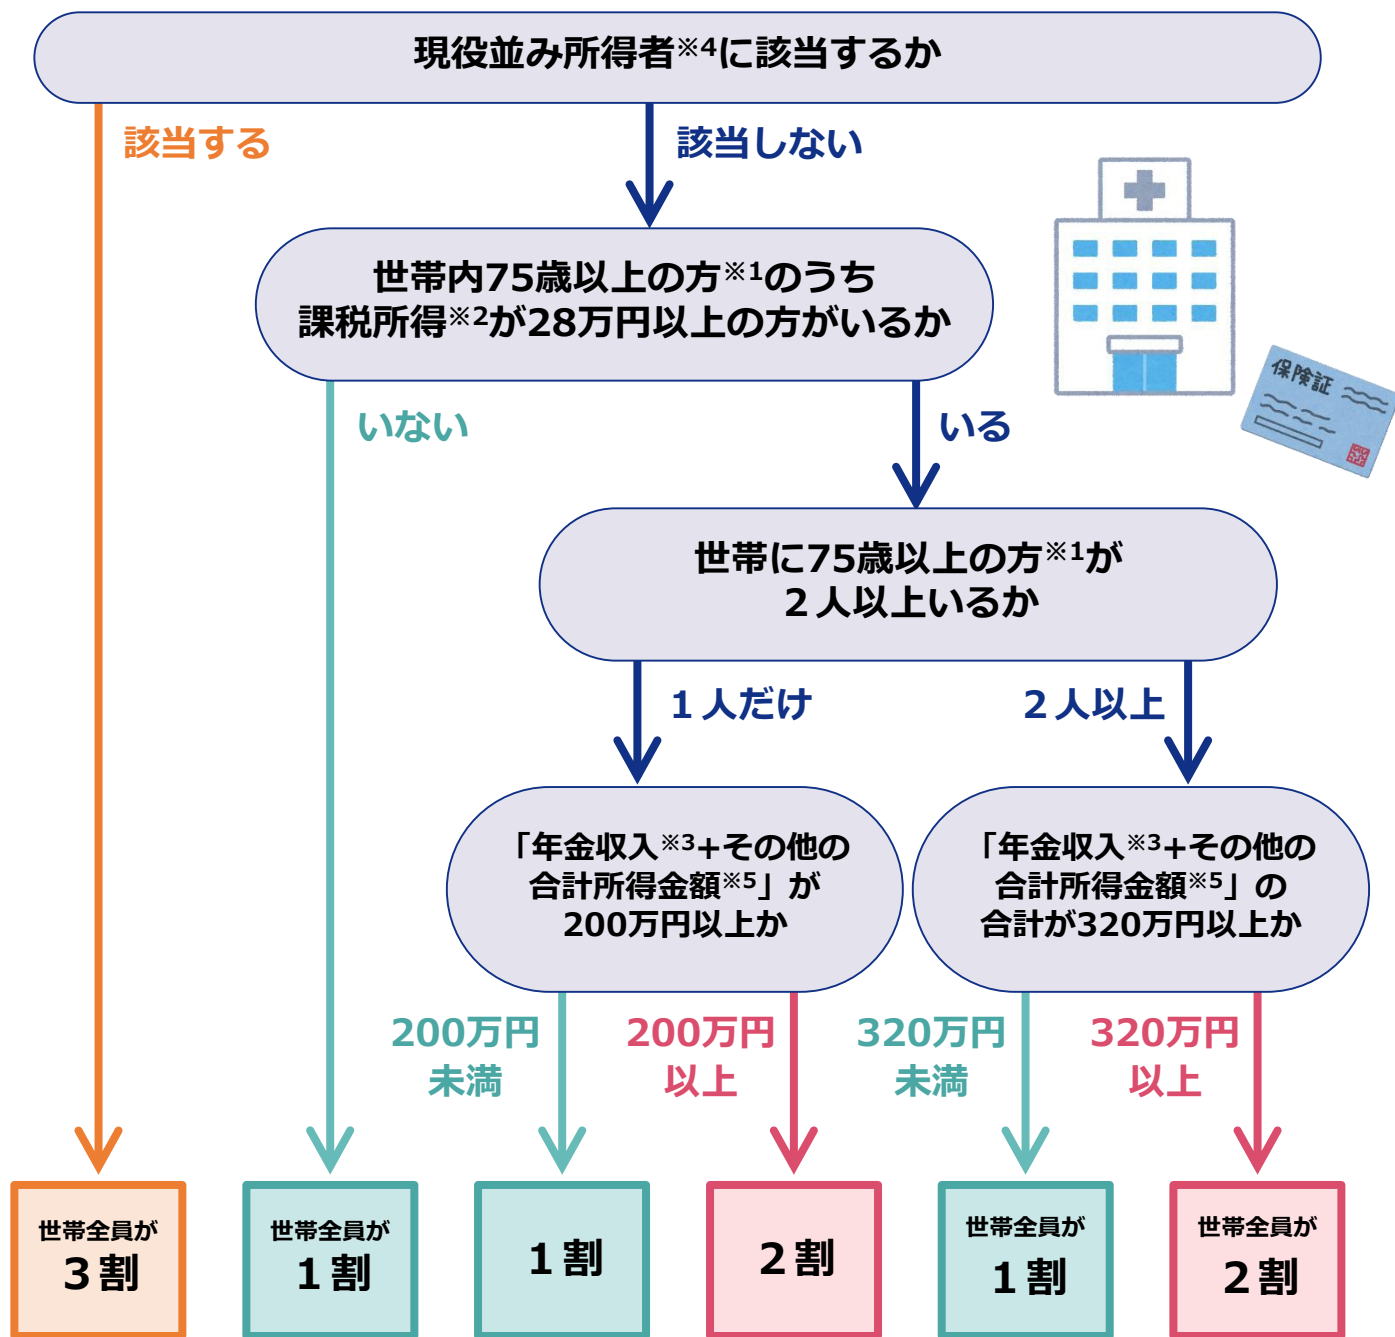 現役並み所得者※4に該当するか
該当する
該当しない
世帯内75歳以上の方※1のうち
課税所得※2が28万円以上の方がいるか
保険証
いない
いる
世帯に75歳以上の方※1が
２人以上いるか
１人だけ
２人以上
「年金収入※3+その他の
合計所得金額※5」が
200万円以上か
「年金収入※3+その他の
合計所得金額※5」の
合計が320万円以上か
200万円
未満
200万円
以上
320万円
未満
320万円
以上
世帯全員が
３割
世帯全員が
１割
１割
２割
世帯全員が
１割
世帯全員が
２割